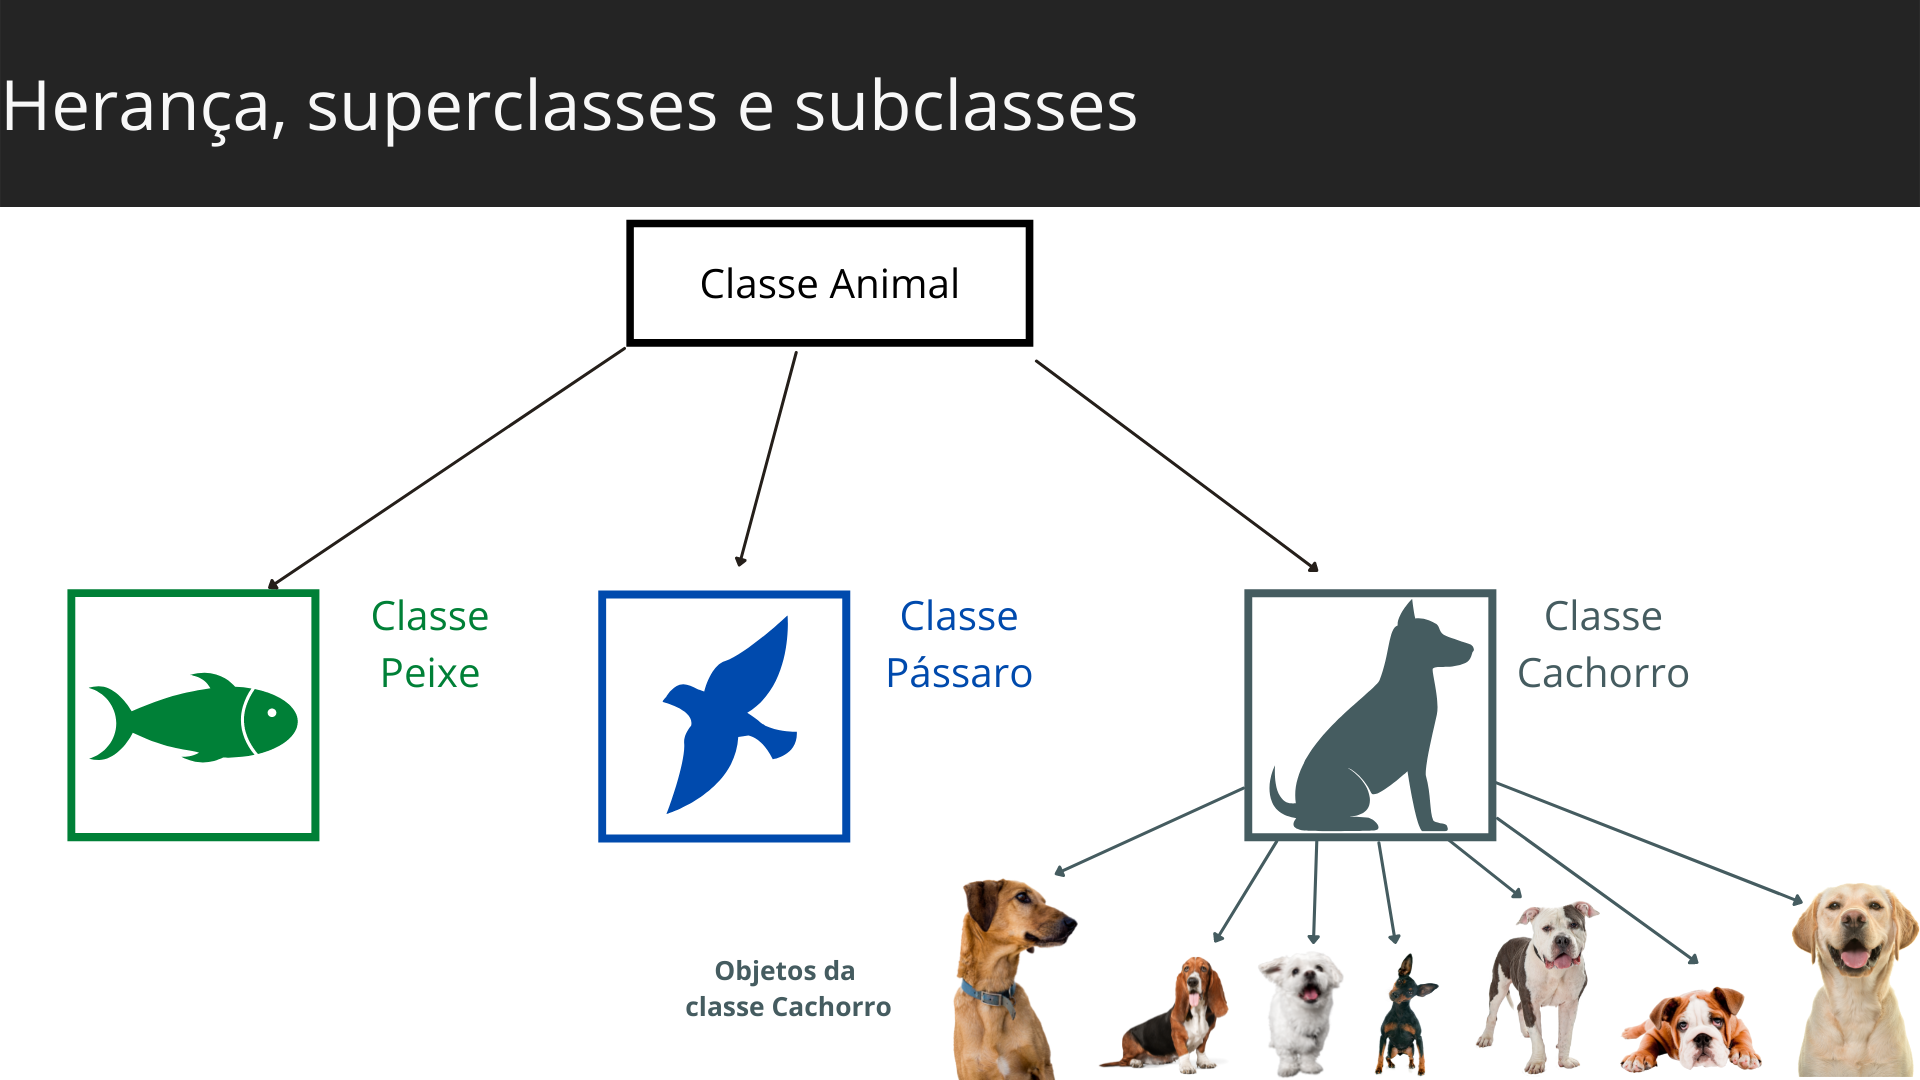 Herança, superclasses e subclasses
Classe Animal
Classe
Peixe
Classe
Pássaro
Classe
Cachorro
Objetos da
classe Cachorro